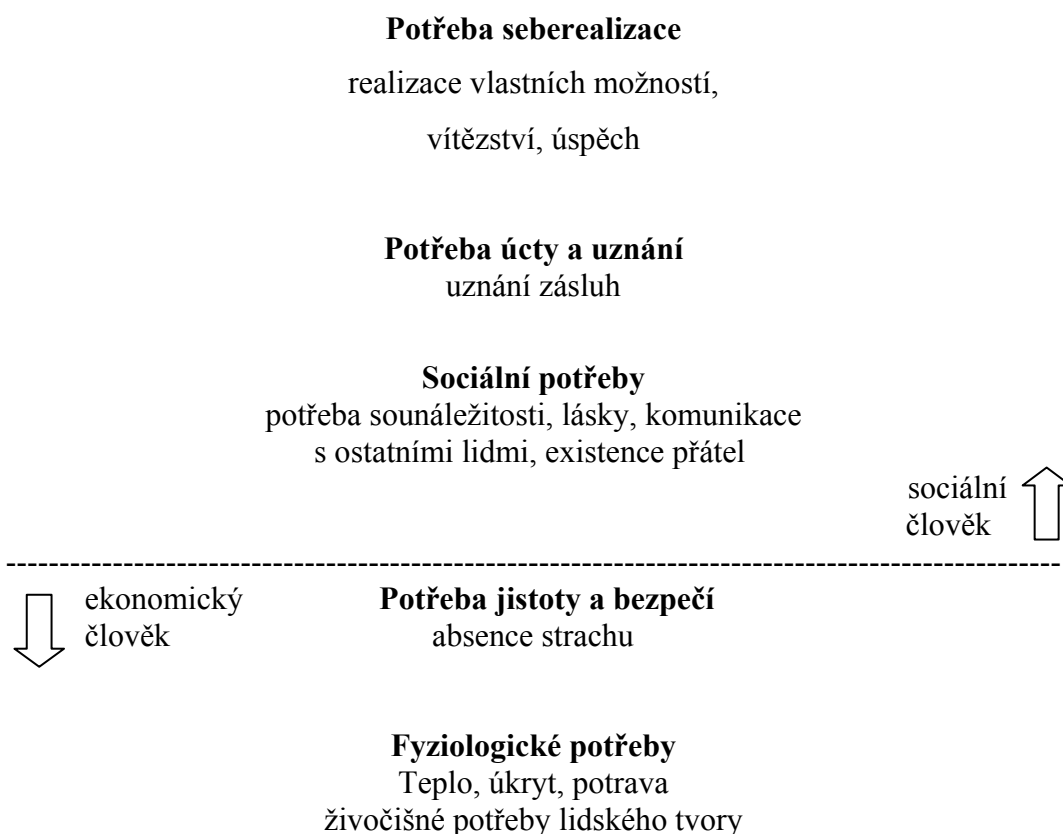 Potřeba seberealizace
realizace vlastních možností,
vítězství, úspěch
Potřeba úcty a uznání
uznání zásluh
Sociální potřeby
potřeba sounáležitosti, lásky, komunikace
s ostatními lidmi, existence přátel
sociální
člověk
ekonomický
člověk
Potřeba jistoty a bezpečí
absence strachu
Fyziologické potřeby
Teplo, úkryt, potrava
živočišné potřeby lidského tvory